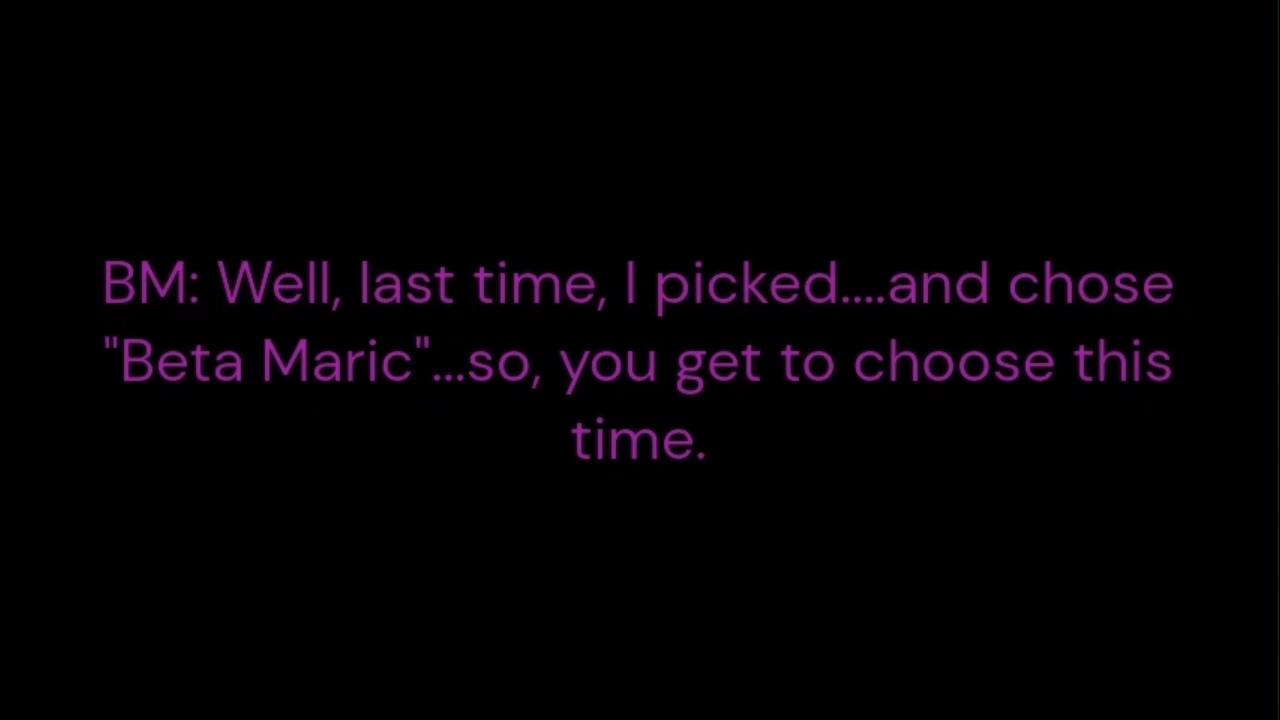 BM: Well, last time, I picked....and chose
"Beta Maric"...so, you get to choose this
time.